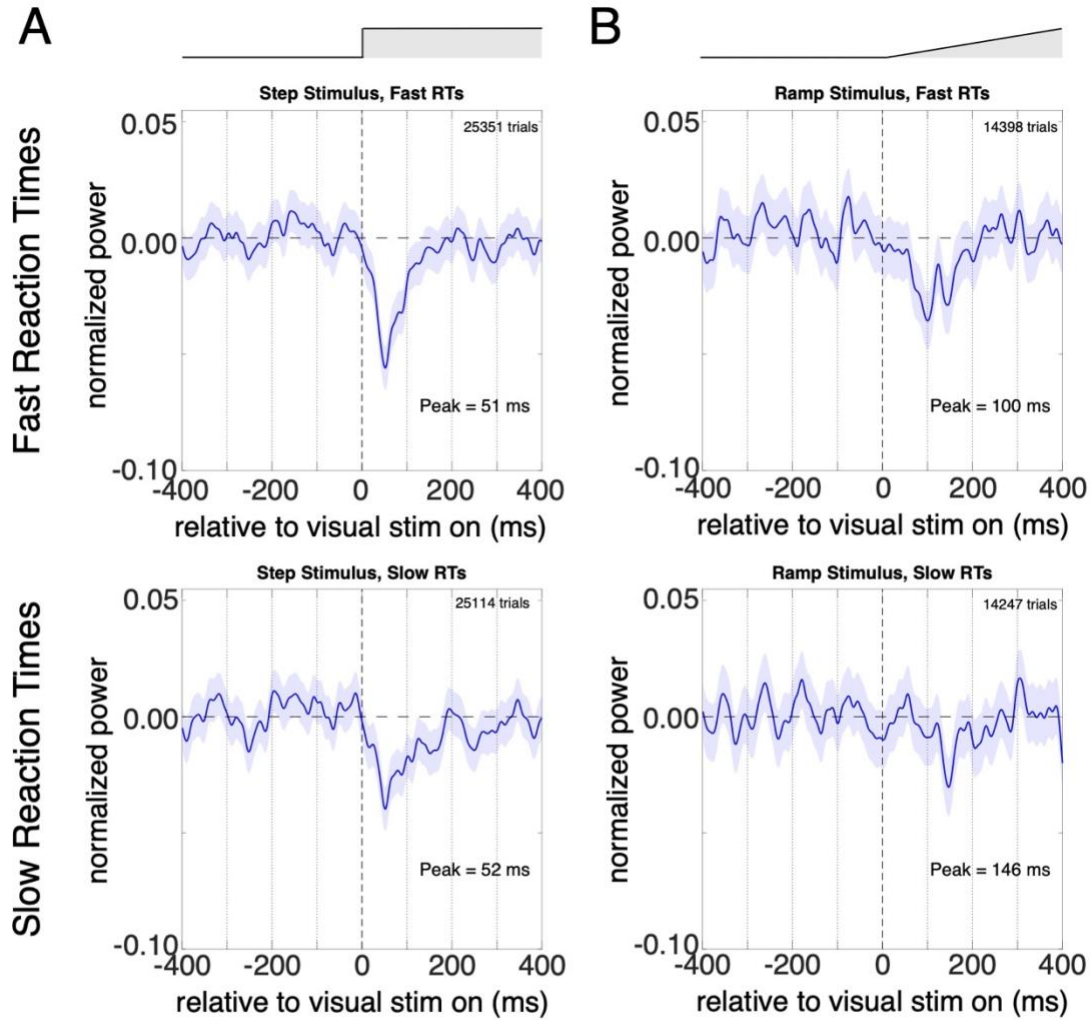 A
B
Fast Reaction Times
Step Stimulus, Fast RTs
25351 trials
0.05
0.00
-0.10
normalized power
Peak = 51 ms
-400 -200 0 200 400
relative to visual stim on (ms)
Ramp Stimulus, Fast RTs
14398 trials
0.05
0.00
-0.10
normalized power
Peak = 100 ms
-400 -200 0 200 400
relative to visual stim on (ms)
Slow Reaction Times
Step Stimulus, Slow RTs
25114 trials
0.05
0.00
-0.10
normalized power
Peak = 52 ms
-400 -200 0 200 400
relative to visual stim on (ms)
Ramp Stimulus, Slow RTs
14247 trials
0.05
0.00
-0.10
normalized power
Peak = 146 ms
-400 -200 0 200 400
relative to visual stim on (ms)